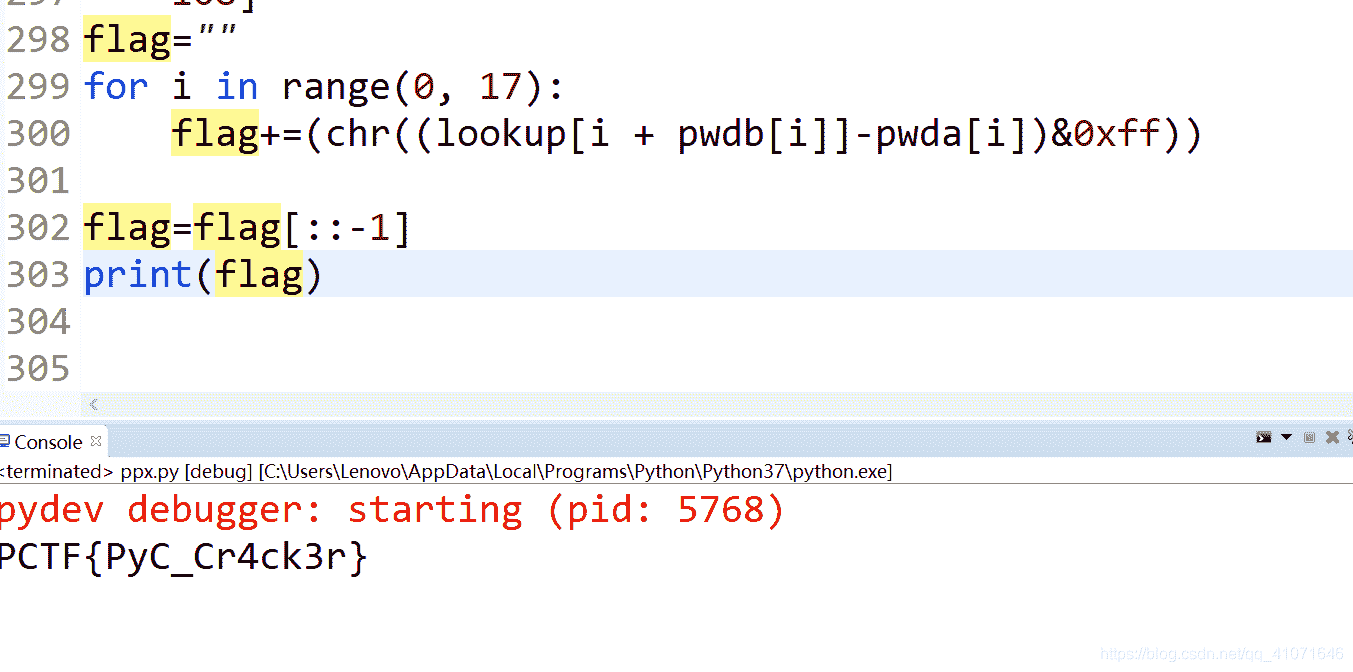 298 flag=""
299 for i in range(0, 17):
300 flag+=(chr((lookup[i + pwdb[i]]-pwda[i])&0xff))
301
302 flag=flag[::-1]
303 print(flag)
304
305
Console
<terminated> ppx.py [debug] [C:\Users\Lenovo\AppData\Local\Programs\Python\Python37\python.exe]
pydev debugger: starting (pid: 5768)
PCTF{PyC_Cr4ck3r}
https://blog.csdn.net/qq_41071646